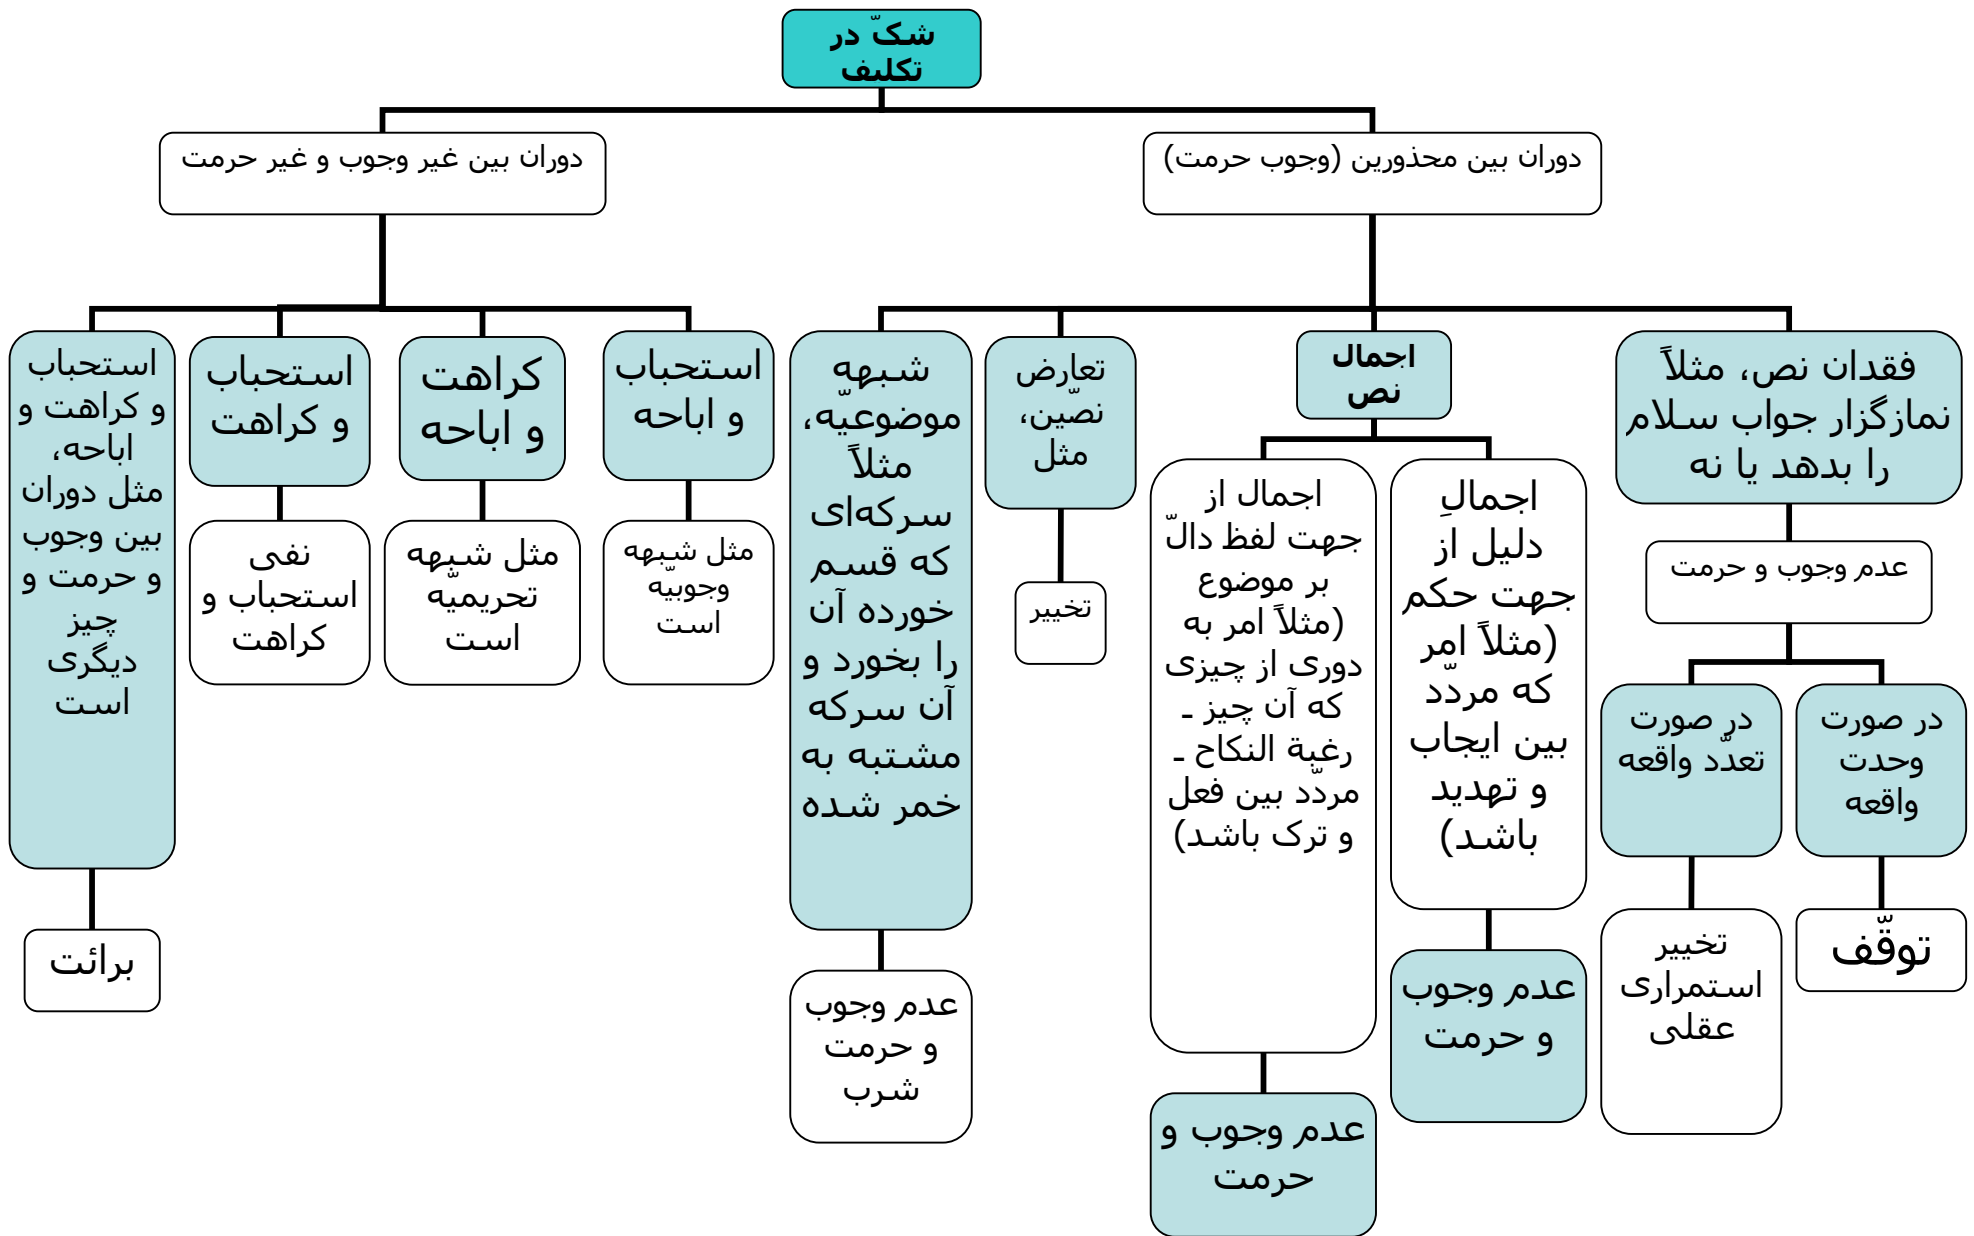 شکّ در
تکلیف
دوران بین محذورین (وجوب حرمت)
دوران بین غیر وجوب و غیر حرمت
فقدان نص، مثلاً
نمازگزار جواب سلام
را بدهد یا نه
عدم وجوب و حرمت
در صورت
وحدت
واقعه
توقّف
در صورت
تعدّد واقعه
تخییر
استمراری
عقلی
اجمال
نص
اجمالِ
دلیل از
جهت حکم
(مثلاً امر
که مردّد
بین ایجاب
و تهدید
باشد)
عدم وجوب
و حرمت
اجمال از
جهت لفظ دالّ
بر موضوع
(مثلاً امر به
دوری از چیزی
که آن چیز ـ
رغبة النکاح ـ
مردّد بین فعل
و ترک باشد)
عدم وجوب و
حرمت
تعارض
نصّین،
مثل
تخییر
شبهه
موضوعیّه،
مثلاً
سرکه‌ای
که قسم
خورده آن
را بخورد و
آن سرکه
مشتبه به
خمر شده
عدم وجوب
و حرمت
شرب
استحباب
و اباحه
مثل شبهه
وجوبیّه
است
کراهت
و اباحه
مثل شبهه
تحریمیّه
است
استحباب
و کراهت
نفی
استحباب و
کراهت
استحباب
و کراهت و
اباحه،
مثل دوران
بین وجوب
و حرمت و
چیز
دیگری
است
برائت